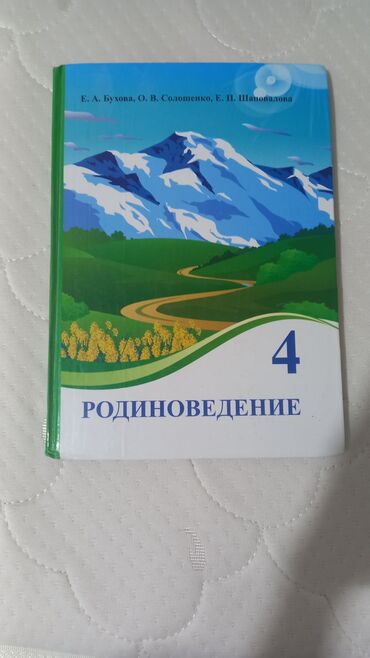 Е. А. Бухова, О. В. Солошенко, Е. П. Шаповалова
4
РОДИНОВЕДЕНИЕ